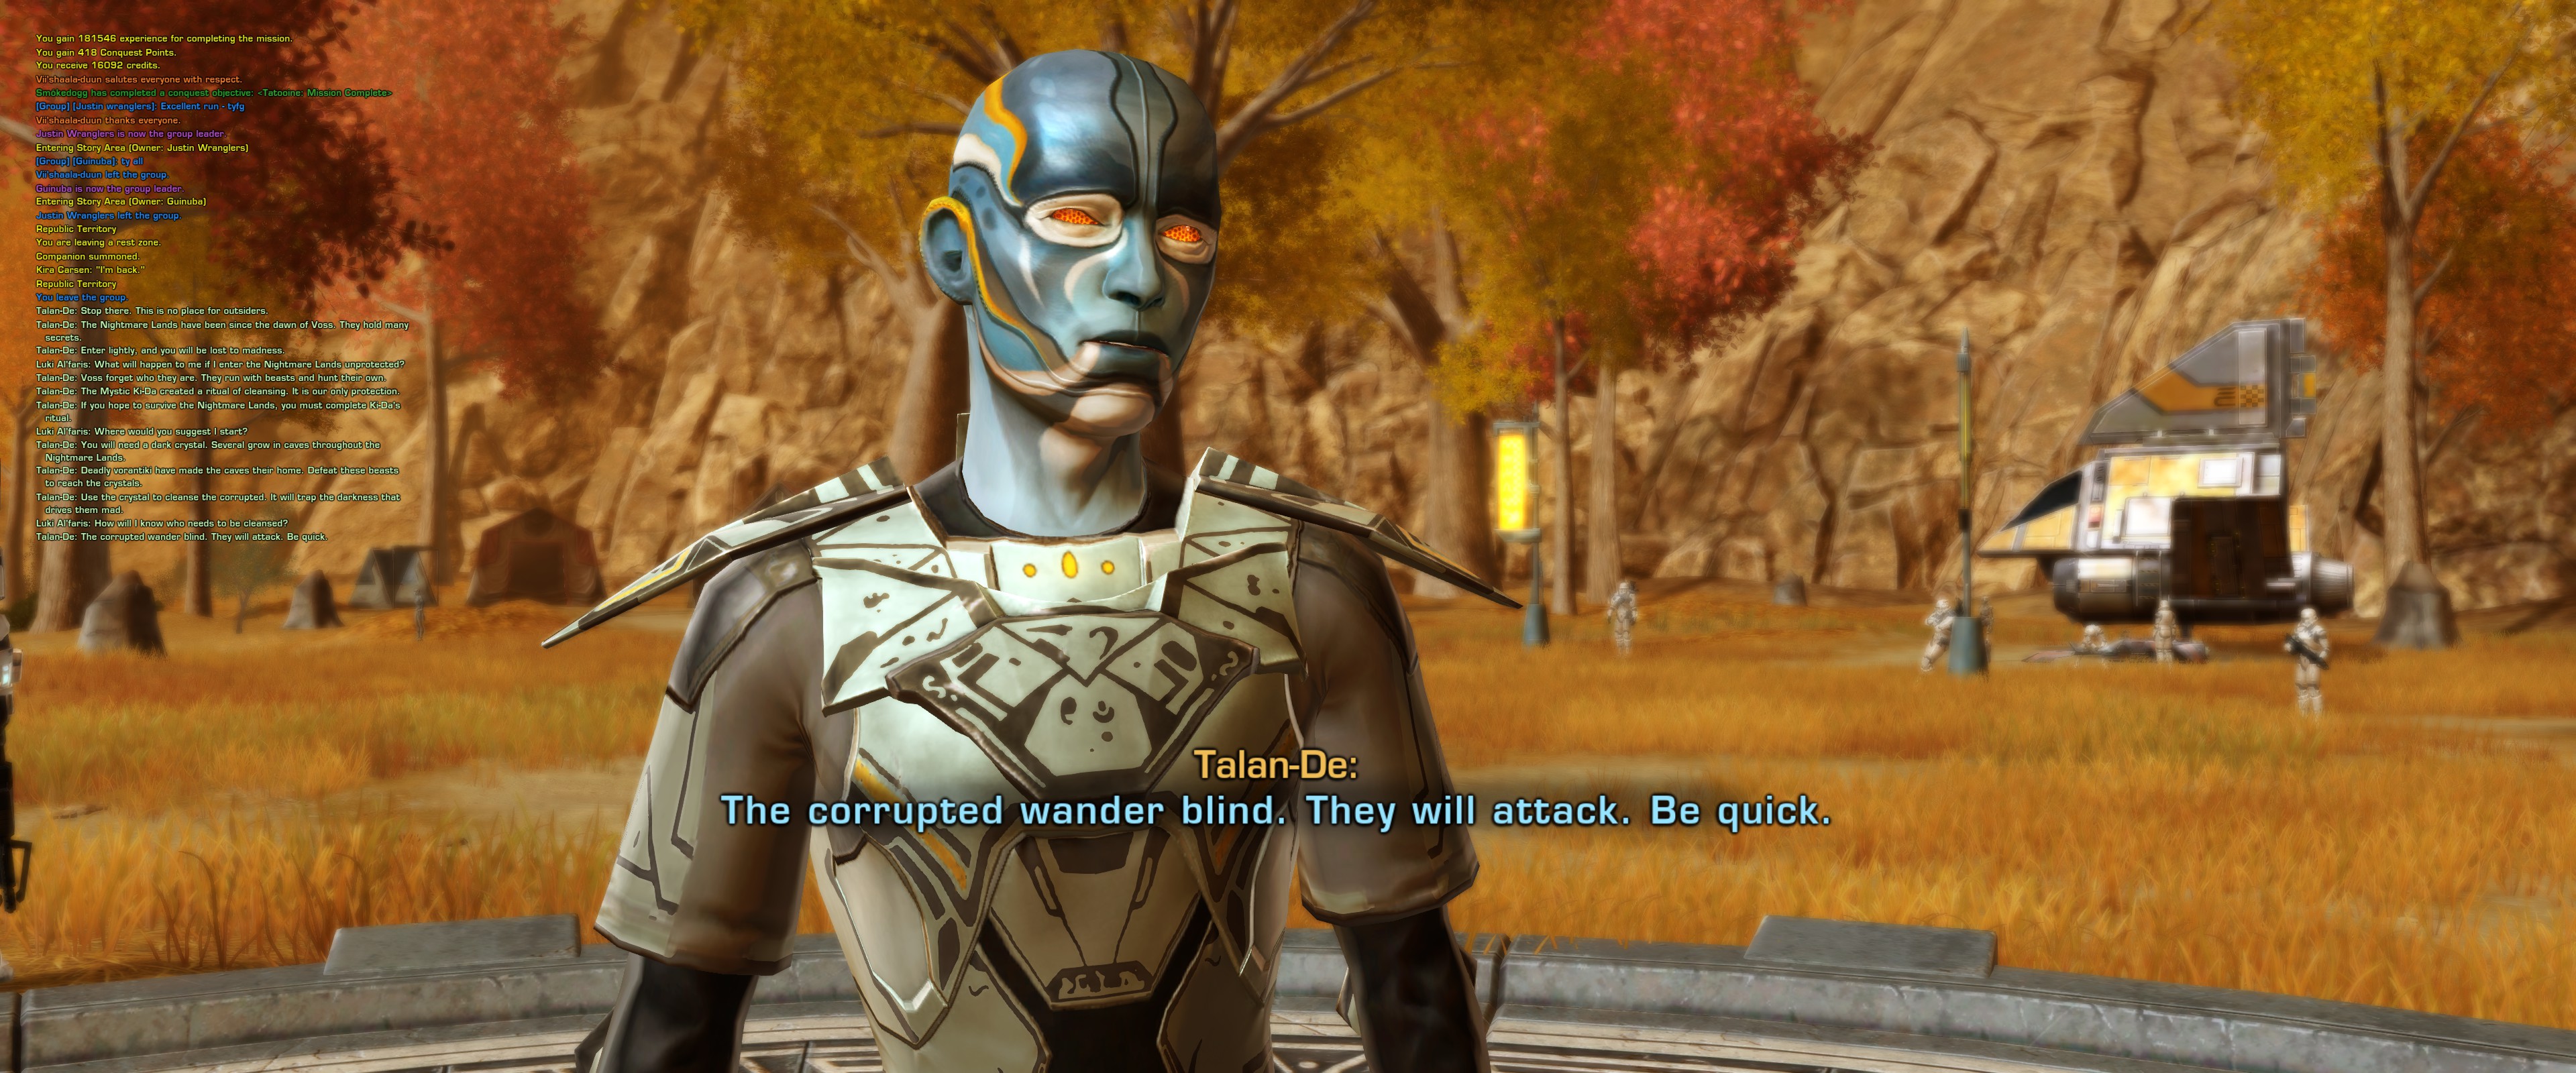 You gain 181546 experience for completing the mission.
You gain 418 Conquest Points.
You receive 16092 credits.
Vii'shaala-duun salutes everyone with respect.
Smökedogg has completed a conquest objective: <Tatooine: Mission Complete>
[Group] [Justin wranglers]: Excellent run - tyfg
Vii'shaala-duun thanks everyone.
Justin Wranglers is now the group leader.
Entering Story Area (Owner: Justin Wranglers)
[Group] [Guinuba]: ty all
Vii'shaala-duun left the group.
Guinuba is now the group leader.
Entering Story Area (Owner: Guinuba)
Justin Wranglers left the group.
Republic Territory
You are leaving a rest zone.
Companion summoned.
Kira Carsen: "I'm back."
Republic Territory
You leave the group.
Talan-De: Stop there. This is no place for outsiders.
Talan-De: The Nightmare Lands have been since the dawn of Voss. They hold many
secrets.
Talan-De: Enter lightly, and you will be lost to madness.
Luki Al'faris: What will happen to me if I enter the Nightmare Lands unprotected?
Talan-De: Voss forget who they are. They run with beasts and hunt their own.
Talan-De: The Mystic Ki-Da created a ritual of cleansing. It is our only protection.
Talan-De: If you hope to survive the Nightmare Lands, you must complete Ki-Da's
ritual.
Luki Al'faris: Where would you suggest I start?
Talan-De: You will need a dark crystal. Several grow in caves throughout the
Nightmare Lands.
Talan-De: Deadly vorantiki have made the caves their home. Defeat these beasts
to reach the crystals.
Talan-De: Use the crystal to cleanse the corrupted. It will trap the darkness that
drives them mad.
Luki Al'faris: How will I know who needs to be cleansed?
Talan-De: The corrupted wander blind. They will attack. Be quick.
Talan-De:
The corrupted wander blind. They will attack. Be quick.